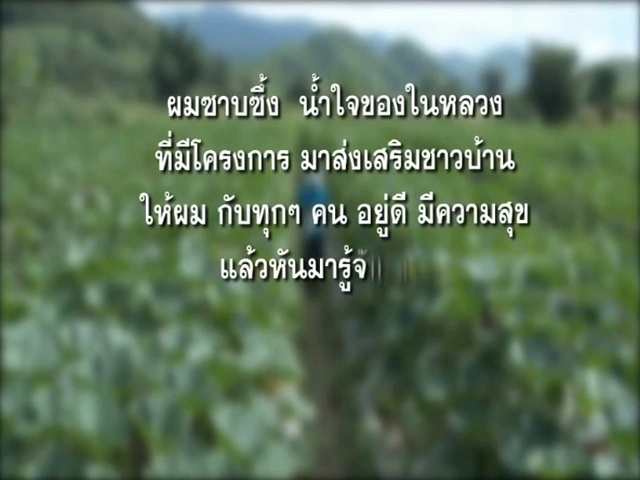 ผมซาบซึ้ง น้ำใจของในหลวง
ที่มีโครงการ มาส่งเสริมชาวบ้าน
ให้ผม กับทุกๆ คน อยู่ดี มีความสุข
แล้วหันมารู้